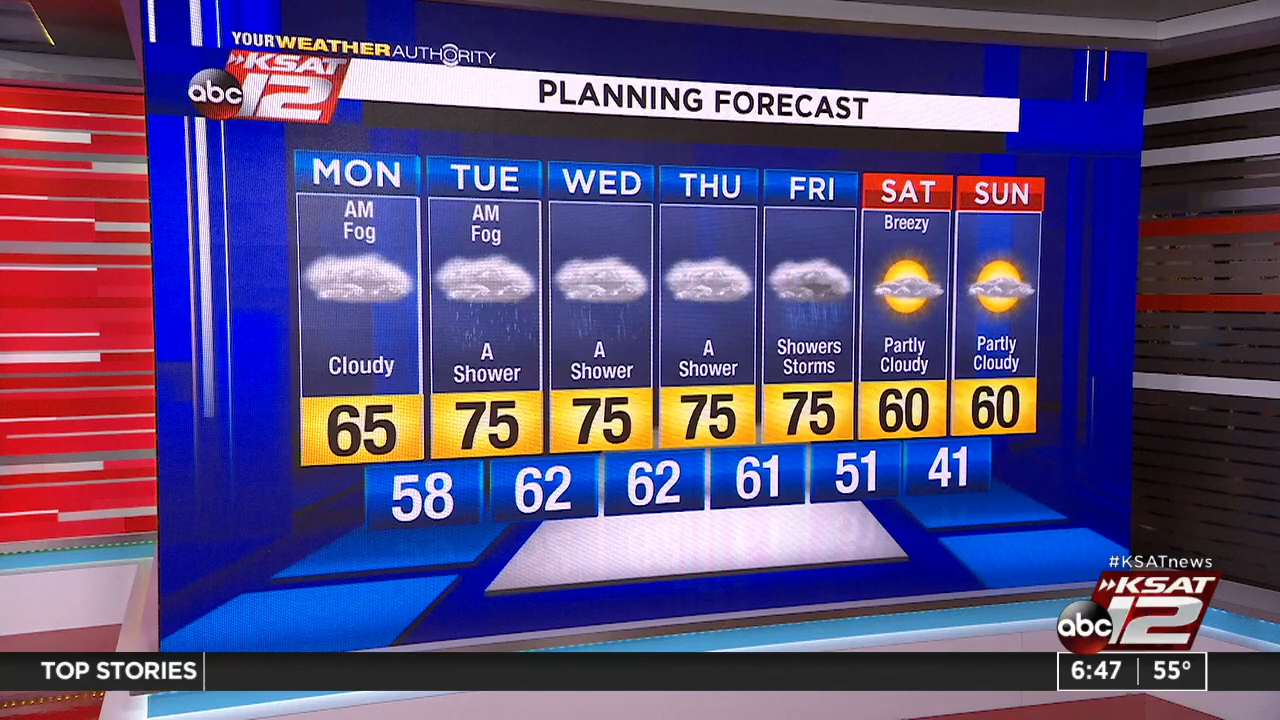 YOURWEATHERAUTHORITY
»KSAT
abc 12
PLANNING FORECAST
MON TUE WED THU FRI SAT SUN
AM
Fog
AM
Fog
Breezy
Cloudy
A
Shower
A
Shower
A
Shower
Showers
Storms
Partly
Cloudy
Partly
Cloudy
65 75 75 75 75 60 60
58 62 62 61 51 41
#KSATnews
»KSAT
abc 12
TOP STORIES
6:47 55°